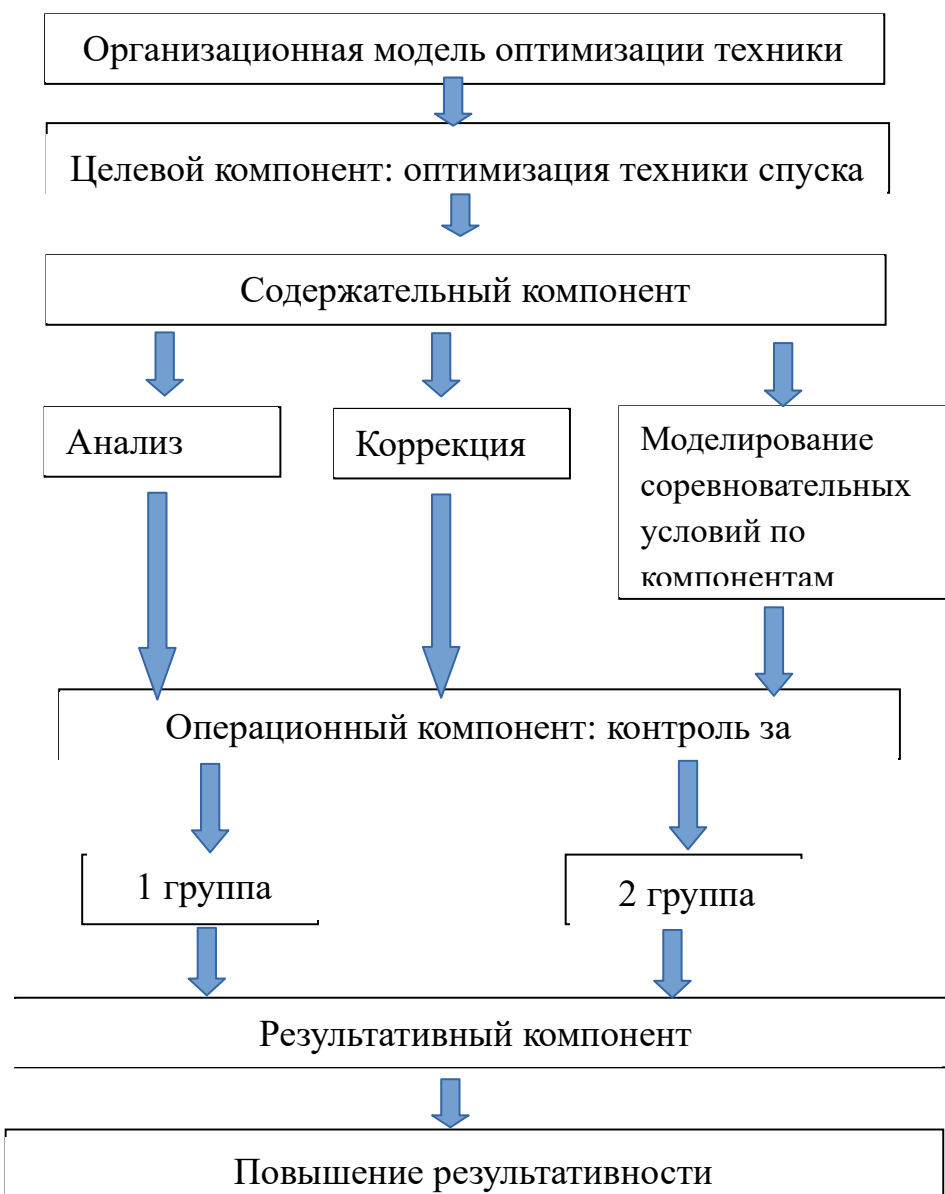 Организационная модель оптимизации техники
Целевой компонент: оптимизация техники спуска
Содержательный компонент
Анализ
Коррекция
Моделирование
соревновательных
условий по
компонентам
Операционный компонент: контроль за
1 группа
2 группа
Результативный компонент
Повышение результативности